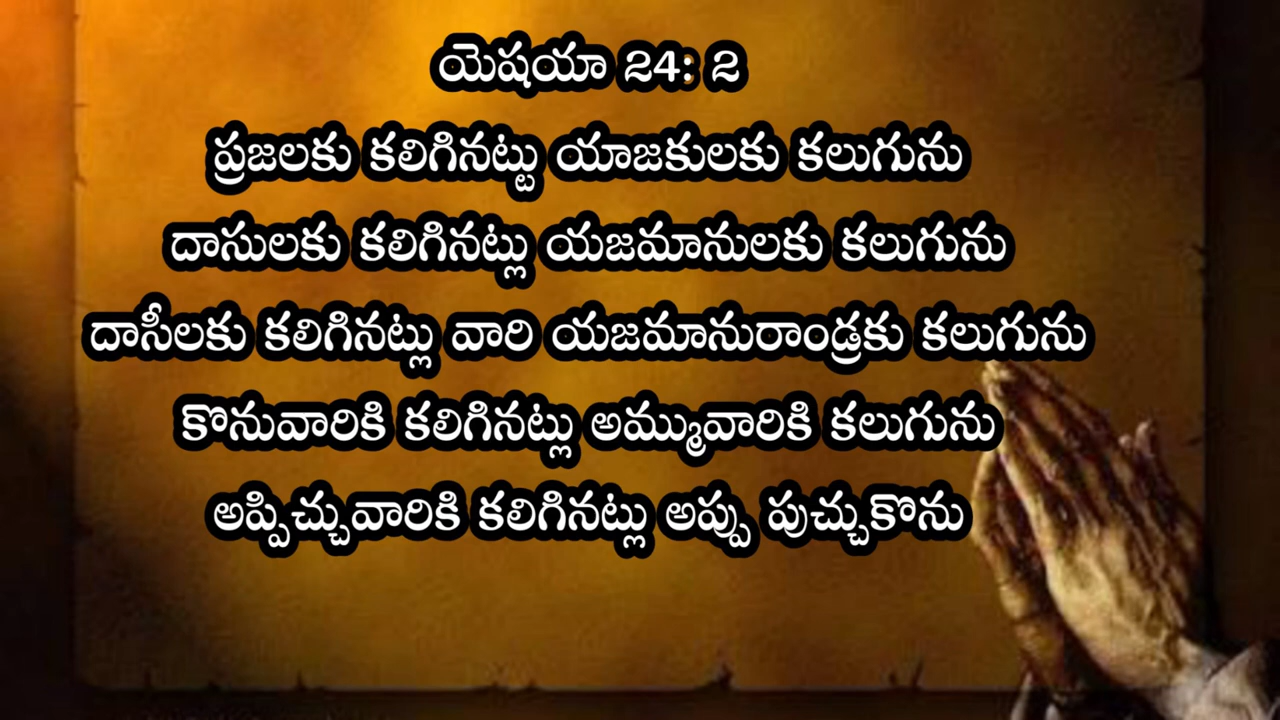 యెషయా 24: 2
ప్రజలకు కలిగినట్టు యాజకులకు కలుగును
దాసులకు కలిగినట్లు యజమానులకు కలుగును
దాసీలకు కలిగినట్లు వారి యజమానురాండ్రకు కలుగును
కొనువారికి కలిగినట్లు అమ్మువారికి కలుగును
అప్పిచ్చువారికి కలిగినట్లు అప్పు పుచ్చుకొను